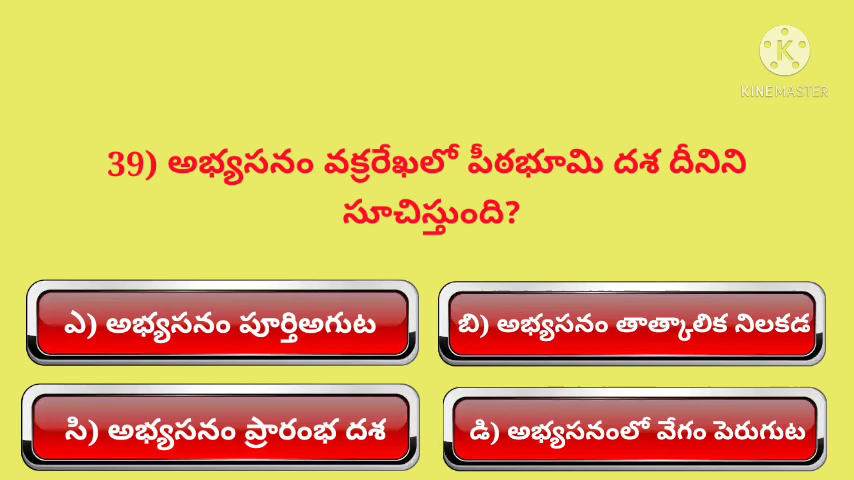 KINEMASTER
39) అభ్యసనం వక్రరేఖలో పీఠభూమి దశ దీనిని
సూచిస్తుంది?
ఎ) అభ్యసనం పూర్తిఅగుట
బి) అభ్యసనం తాత్కాలిక నిలకడ
సి) అభ్యసనం ప్రారంభ దశ
డి) అభ్యసనంలో వేగం పెరుగుట